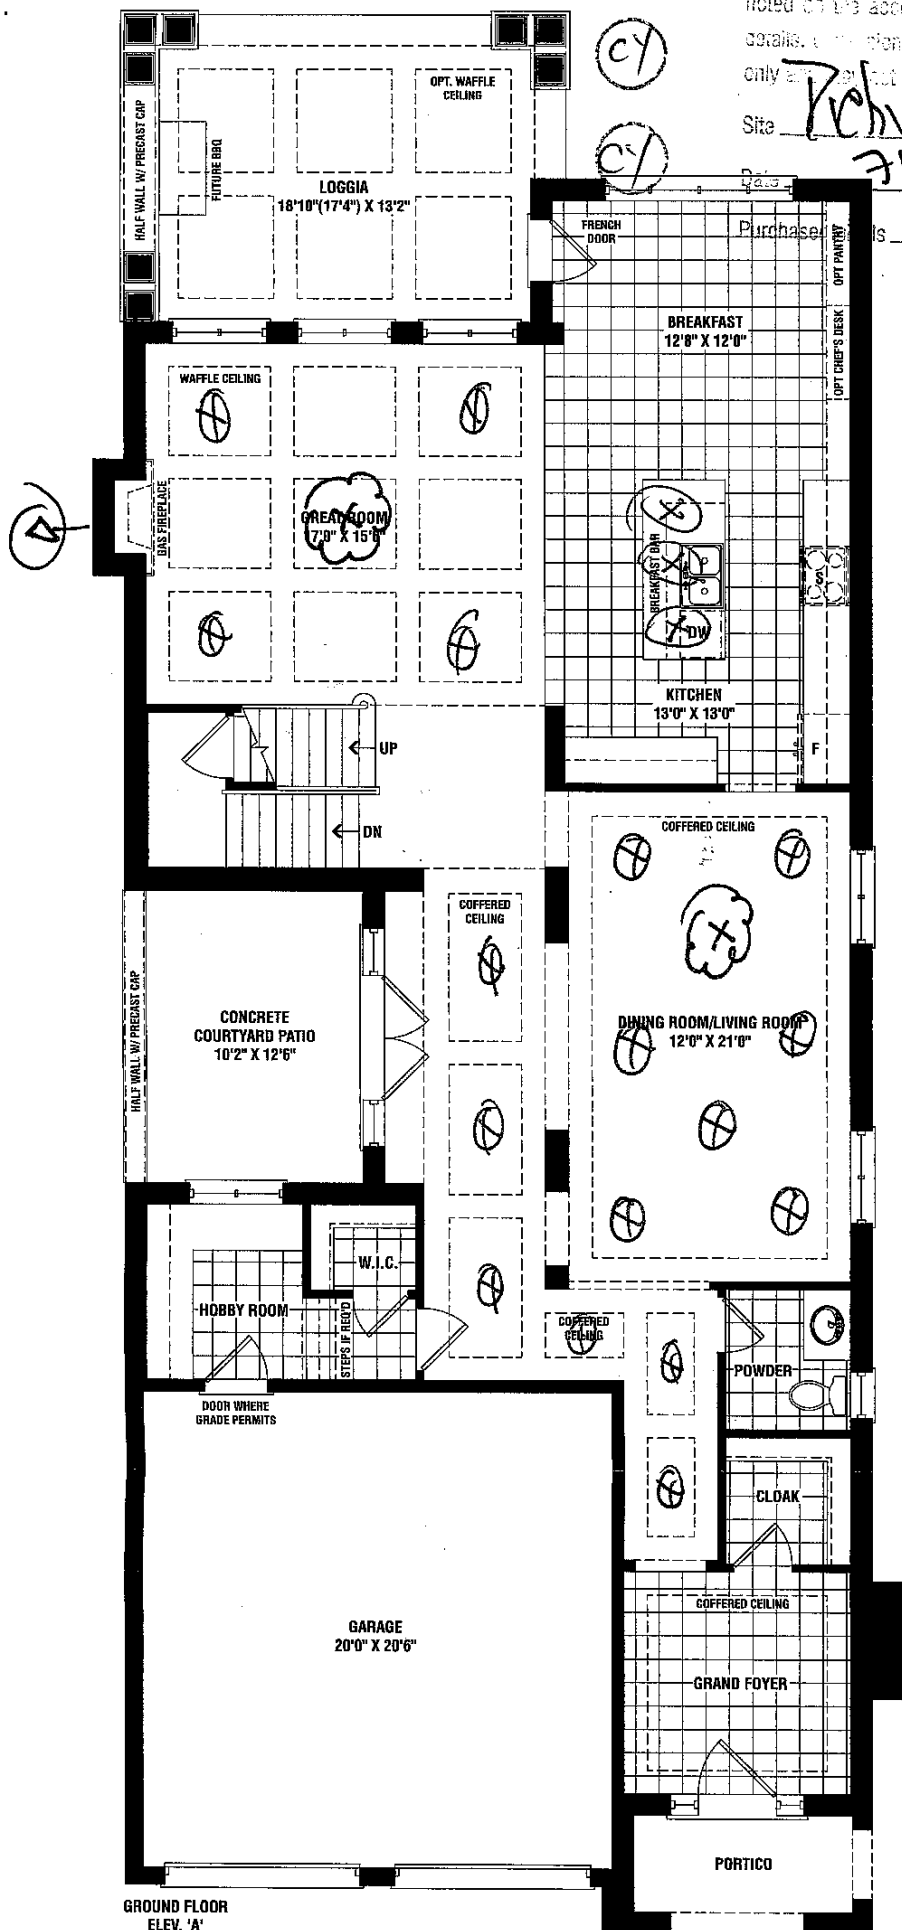 details.
only
Site
Date
Purchaser
CY
CY
OPT. WAFFLE
CEILING
HALF WALL W/ PRECAST CAP
FUTURE BBQ
LOGGIA
18'10"(17'4") X 13'2"
FRENCH
DOOR
OPT PANTRY
BREAKFAST
12'8" X 12'0"
OPT CHEF'S DESK
WAFFLE CEILING
GAS FIREPLACE
GREAT ROOM
BREAKFAST BAR
S
DW
KITCHEN
13'0" X 13'0"
F
UP
DN
COFFERED CEILING
COFFERED
CEILING
HALF WALL W/ PRECAST CAP
CONCRETE
COURTYARD PATIO
10'2" X 12'6"
DINING ROOM/LIVING ROOM
12'0" X 21'0"
W.I.C.
HOBBY ROOM
STEPS IF REQ'D
COFFERED
CEILING
POWDER
DOOR WHERE
GRADE PERMITS
CLOAK
COFFERED CEILING
GARAGE
20'0" X 20'6"
GRAND FOYER
PORTICO
GROUND FLOOR
ELEV. 'A'